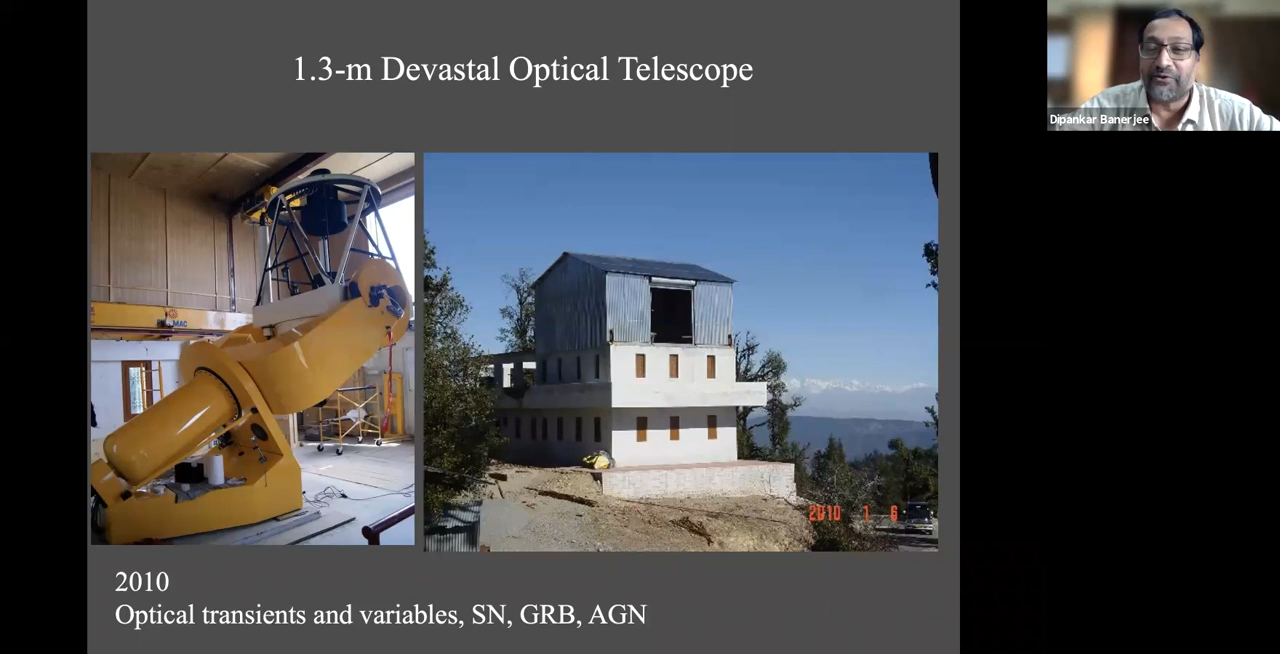 1.3-m Devastal Optical Telescope
Dipankar Banerjee
2010 1 6
2010
Optical transients and variables, SN, GRB, AGN